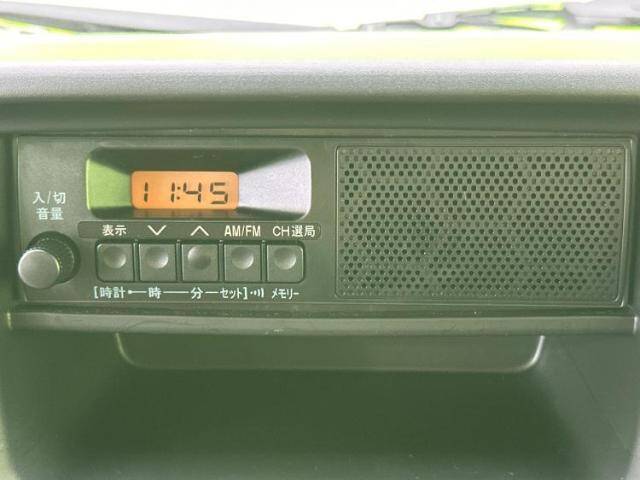 11:45
入/切
音量
表示 ∨ ∧ AM/FM CH選局
[時計 時 分 セット] メモリー